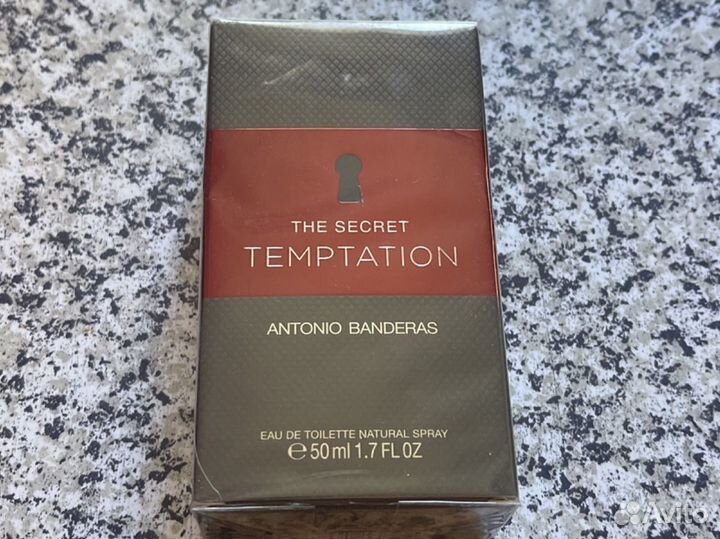 THE SECRET
TEMPTATION
ANTONIO BANDERAS
EAU DE TOILETTE NATURAL SPRAY
℮ 50 ml 1.7 FL OZ
Avito